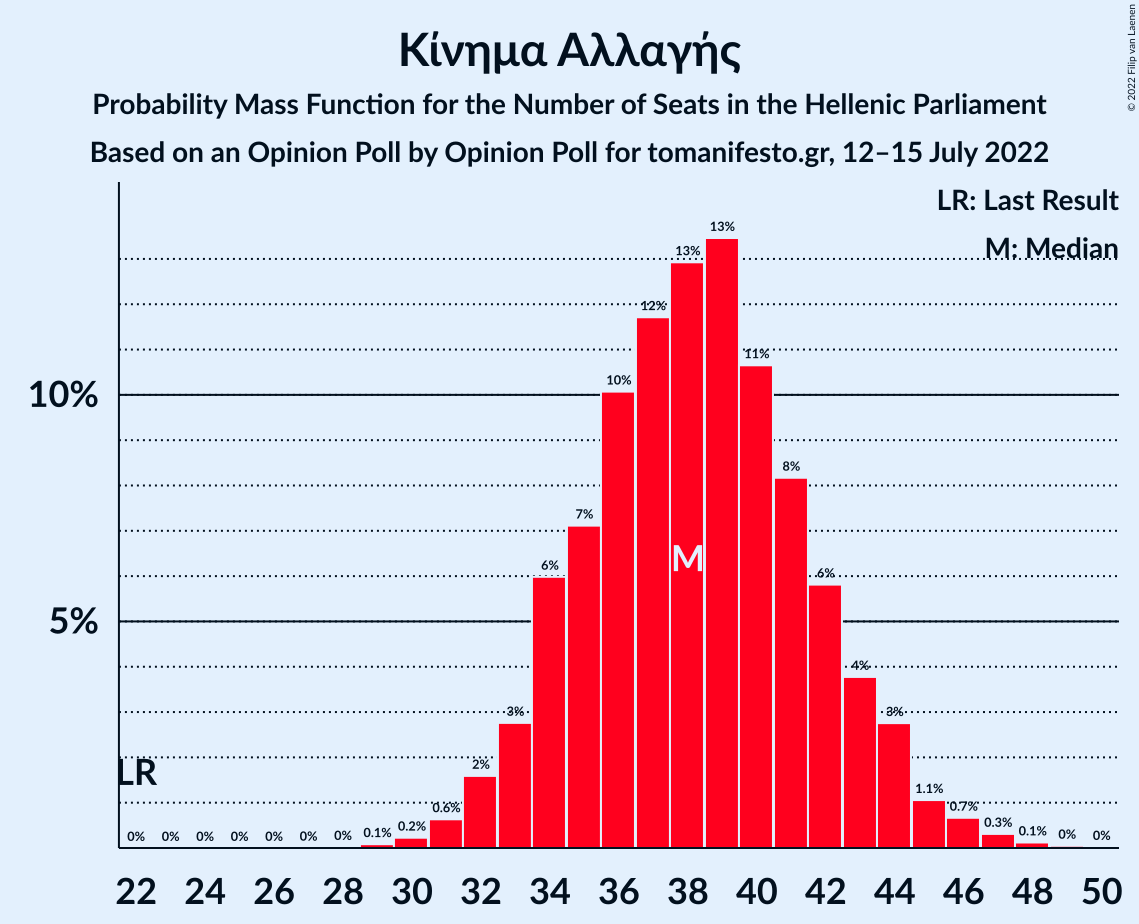 Κίνημα Αλλαγής
Probability Mass Function for the Number of Seats in the Hellenic Parliament
Based on an Opinion Poll by Opinion Poll for tomanifesto.gr, 12–15 July 2022
© 2022 Filip van Laenen
LR: Last Result
M: Median
10%
5%
LR
M
0% 0% 0% 0% 0% 0% 0% 0.1% 0.2% 0.6% 2% 3% 6% 7% 10% 12% 13% 13% 11% 8% 6% 4% 3% 1.1% 0.7% 0.3% 0.1% 0% 0%
22 24 26 28 30 32 34 36 38 40 42 44 46 48 50